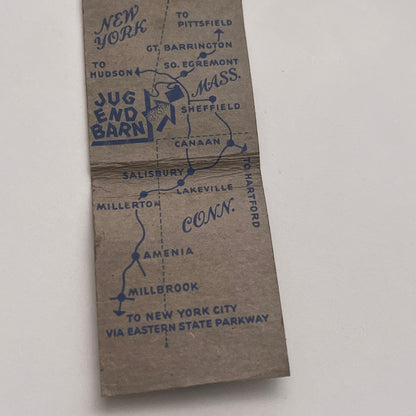 NEW
YORK
TO
PITTSFIELD
GT. BARRINGTON
TO
HUDSON
SO. EGREMONT
MASS.
JUG
END
BARN
SHEFFIELD
CANAAN
SALISBURY
TO HARTFORD
LAKEVILLE
MILLERTON
CONN.
AMENIA
MILLBROOK
TO NEW YORK CITY
VIA EASTERN STATE PARKWAY